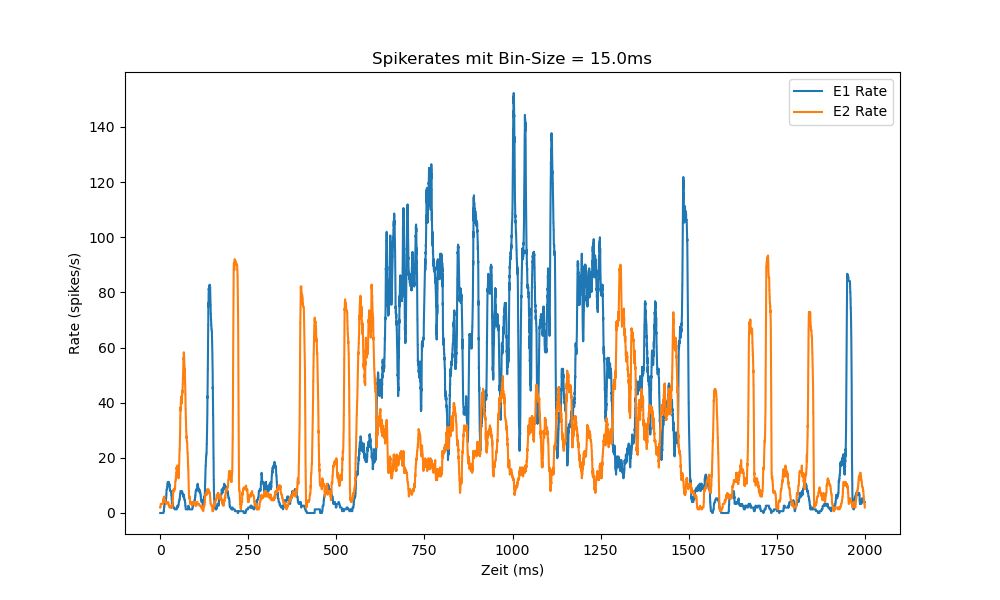 Spikerates mit Bin-Size = 15.0ms
E1 Rate
E2 Rate
Rate (spikes/s)
140
120
100
80
60
40
20
0
0 250 500 750 1000 1250 1500 1750 2000
Zeit (ms)